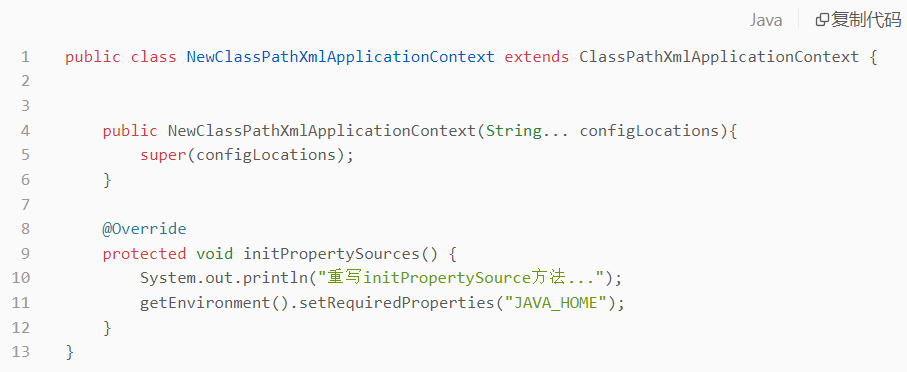 Java 复制代码
1 public class NewClassPathXmlApplicationContext extends ClassPathXmlApplicationContext {
2
3
4     public NewClassPathXmlApplicationContext(String... configLocations){
5         super(configLocations);
6     }
7
8     @Override
9     protected void initPropertySources() {
10         System.out.println("重写initPropertySource方法...");
11         getEnvironment().setRequiredProperties("JAVA_HOME");
12     }
13 }